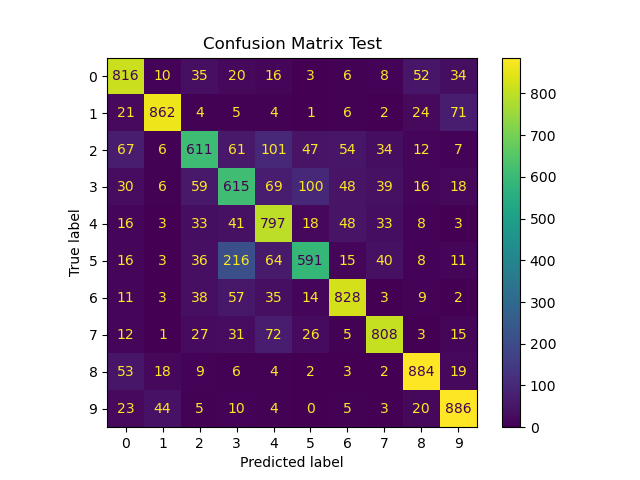 Confusion Matrix Test
0 816 10 35 20 16 3 6 8 52 34
1 21 862 4 5 4 1 6 2 24 71
2 67 6 611 61 101 47 54 34 12 7
3 30 6 59 615 69 100 48 39 16 18
4 16 3 33 41 797 18 48 33 8 3
5 16 3 36 216 64 591 15 40 8 11
6 11 3 38 57 35 14 828 3 9 2
7 12 1 27 31 72 26 5 808 3 15
8 53 18 9 6 4 2 3 2 884 19
9 23 44 5 10 4 0 5 3 20 886
0 1 2 3 4 5 6 7 8 9
Predicted label
True label
800
700
600
500
400
300
200
100
0